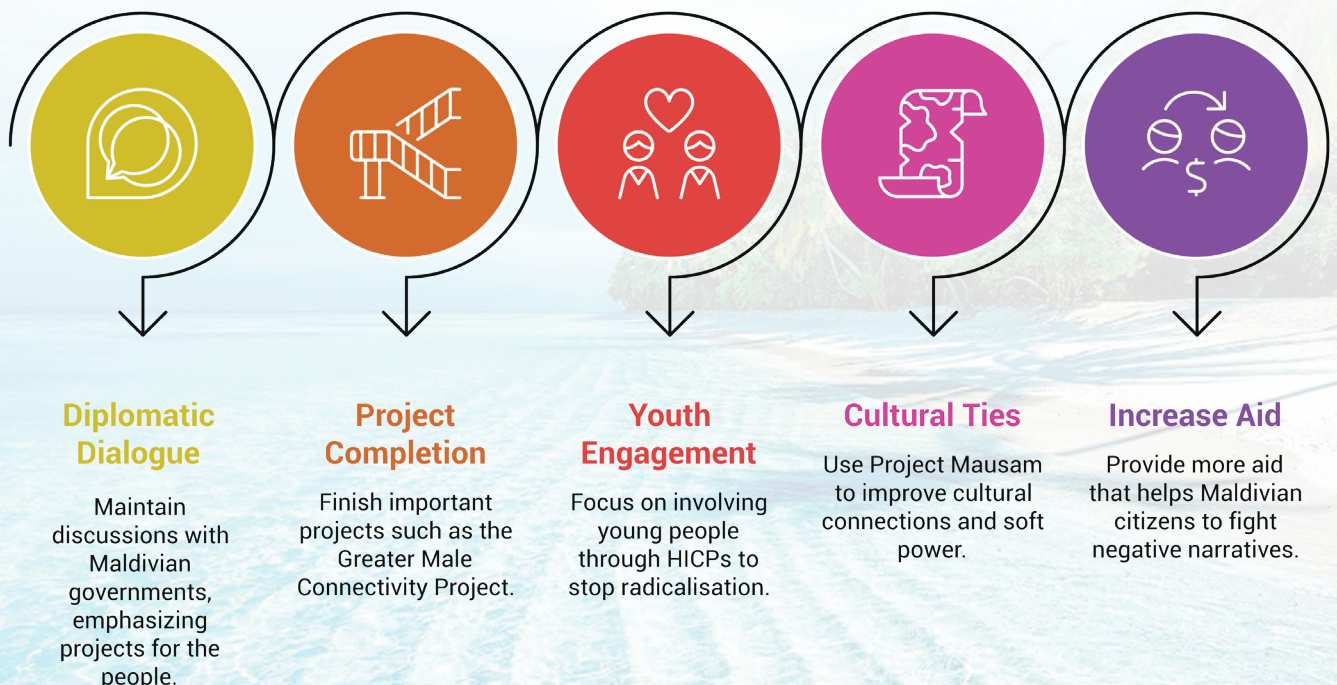 Diplomatic
Dialogue
Maintain
discussions with
Maldivian
governments,
emphasizing
projects for the
people.
Project
Completion
Finish important
projects such as the
Greater Male
Connectivity Project.
Youth
Engagement
Focus on involving
young people
through HICPs to
stop radicalisation.
Cultural Ties
Use Project Mausam
to improve cultural
connections and soft
power.
Increase Aid
Provide more aid
that helps Maldivian
citizens to fight
negative narratives.
$